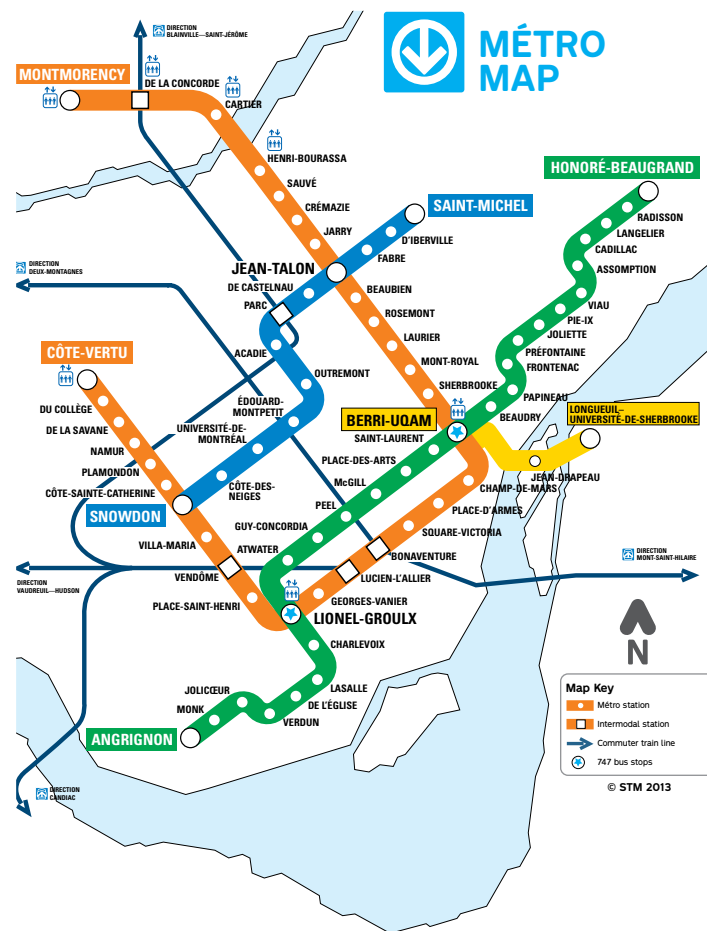 DIRECTION
BLAINVILLE—SAINT-JÉRÔME
MÉTRO
MAP
MONTMORENCY
DE LA CONCORDE
CARTIER
HENRI-BOURASSA
SAUVÉ
CRÉMAZIE
JARRY
HONORÉ-BEAUGRAND
RADISSON
LANGELIER
CADILLAC
ASSOMPTION
VIAU
PIE-IX
JOLIETTE
PRÉFONTAINE
FRONTENAC
PAPINEAU
BEAUDRY
SAINT-MICHEL
D'IBERVILLE
FABRE
JEAN-TALON
DE CASTELNAU
PARC
ACADIE
OUTREMONT
ÉDOUARD-
MONTPETIT
UNIVERSITÉ-DE-
MONTRÉAL
CÔTE-DES-
NEIGES
SNOWDON
BEAUBIEN
ROSEMONT
LAURIER
MONT-ROYAL
SHERBROOKE
DIRECTION
DEUX-MONTAGNES
CÔTE-VERTU
DU COLLÈGE
DE LA SAVANE
NAMUR
PLAMONDON
CÔTE-SAINTE-CATHERINE
VILLA-MARIA
VENDÔME
PLACE-SAINT-HENRI
BERRI-UQAM
LONGUEUIL–
UNIVERSITÉ-DE-SHERBROOKE
JEAN-DRAPEAU
SAINT-LAURENT
PLACE-DES-ARTS
McGILL
PEEL
GUY-CONCORDIA
ATWATER
CHAMP-DE-MARS
PLACE-D'ARMES
SQUARE-VICTORIA
BONAVENTURE
LUCIEN-L'ALLIER
GEORGES-VANIER
LIONEL-GROULX
CHARLEVOIX
LASALLE
DE L'ÉGLISE
VERDUN
JOLICŒUR
MONK
ANGRIGNON
DIRECTION
MONT-SAINT-HILAIRE
DIRECTION
VAUDREUIL—HUDSON
DIRECTION
CANDIAC
N
Map Key
Métro station
Intermodal station
Commuter train line
747 bus stops
© STM 2013